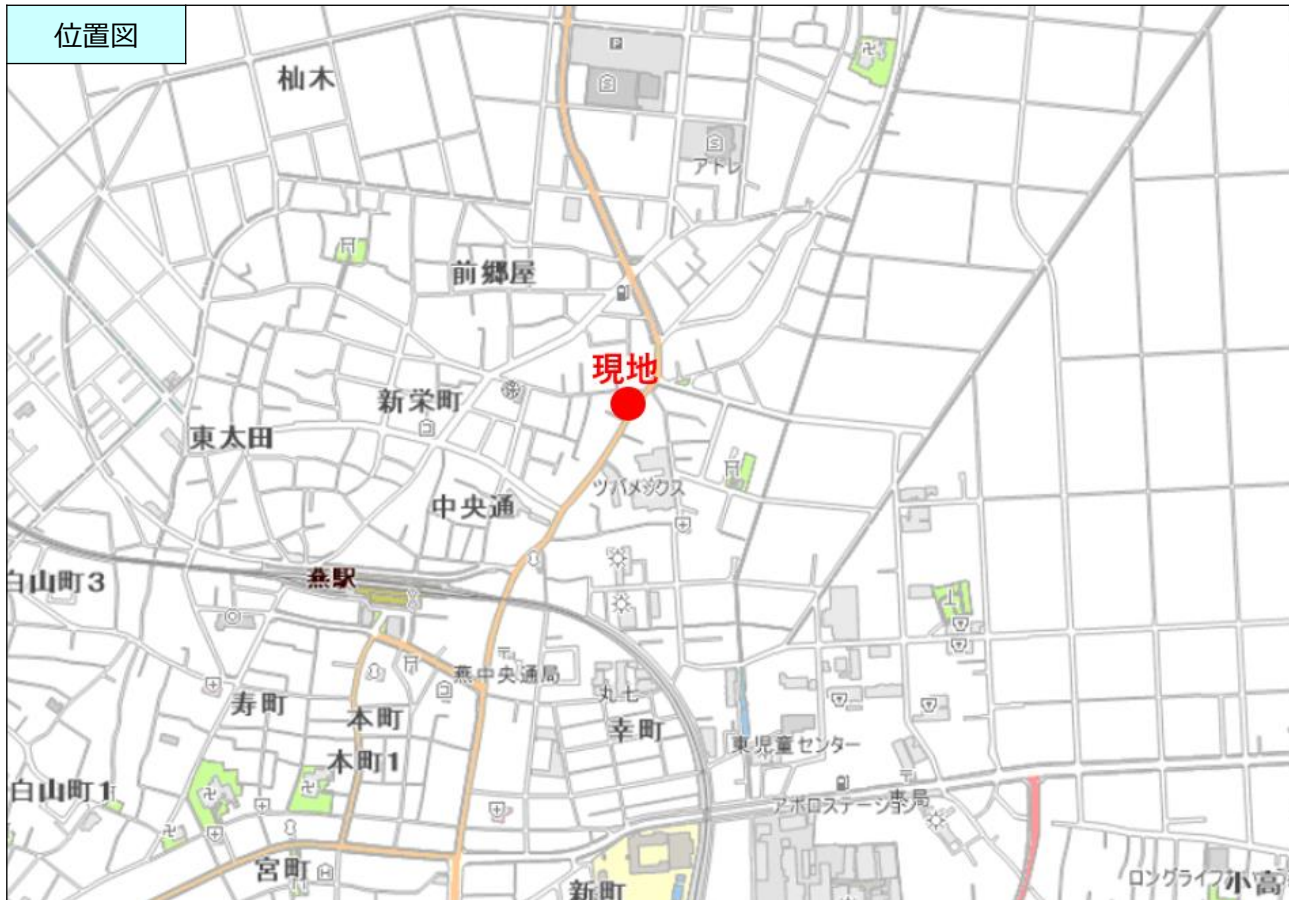 位置図
杣木
P
アトレ
前郷屋
現地
新栄町
東太田
ツバメックス
中央通
燕駅
白山町3
燕中央通局
丸七
寿町
本町
幸町
東児童センター
本町1
白山町1
アポロステーション
東局
宮町
新町
ロングライフ
小高